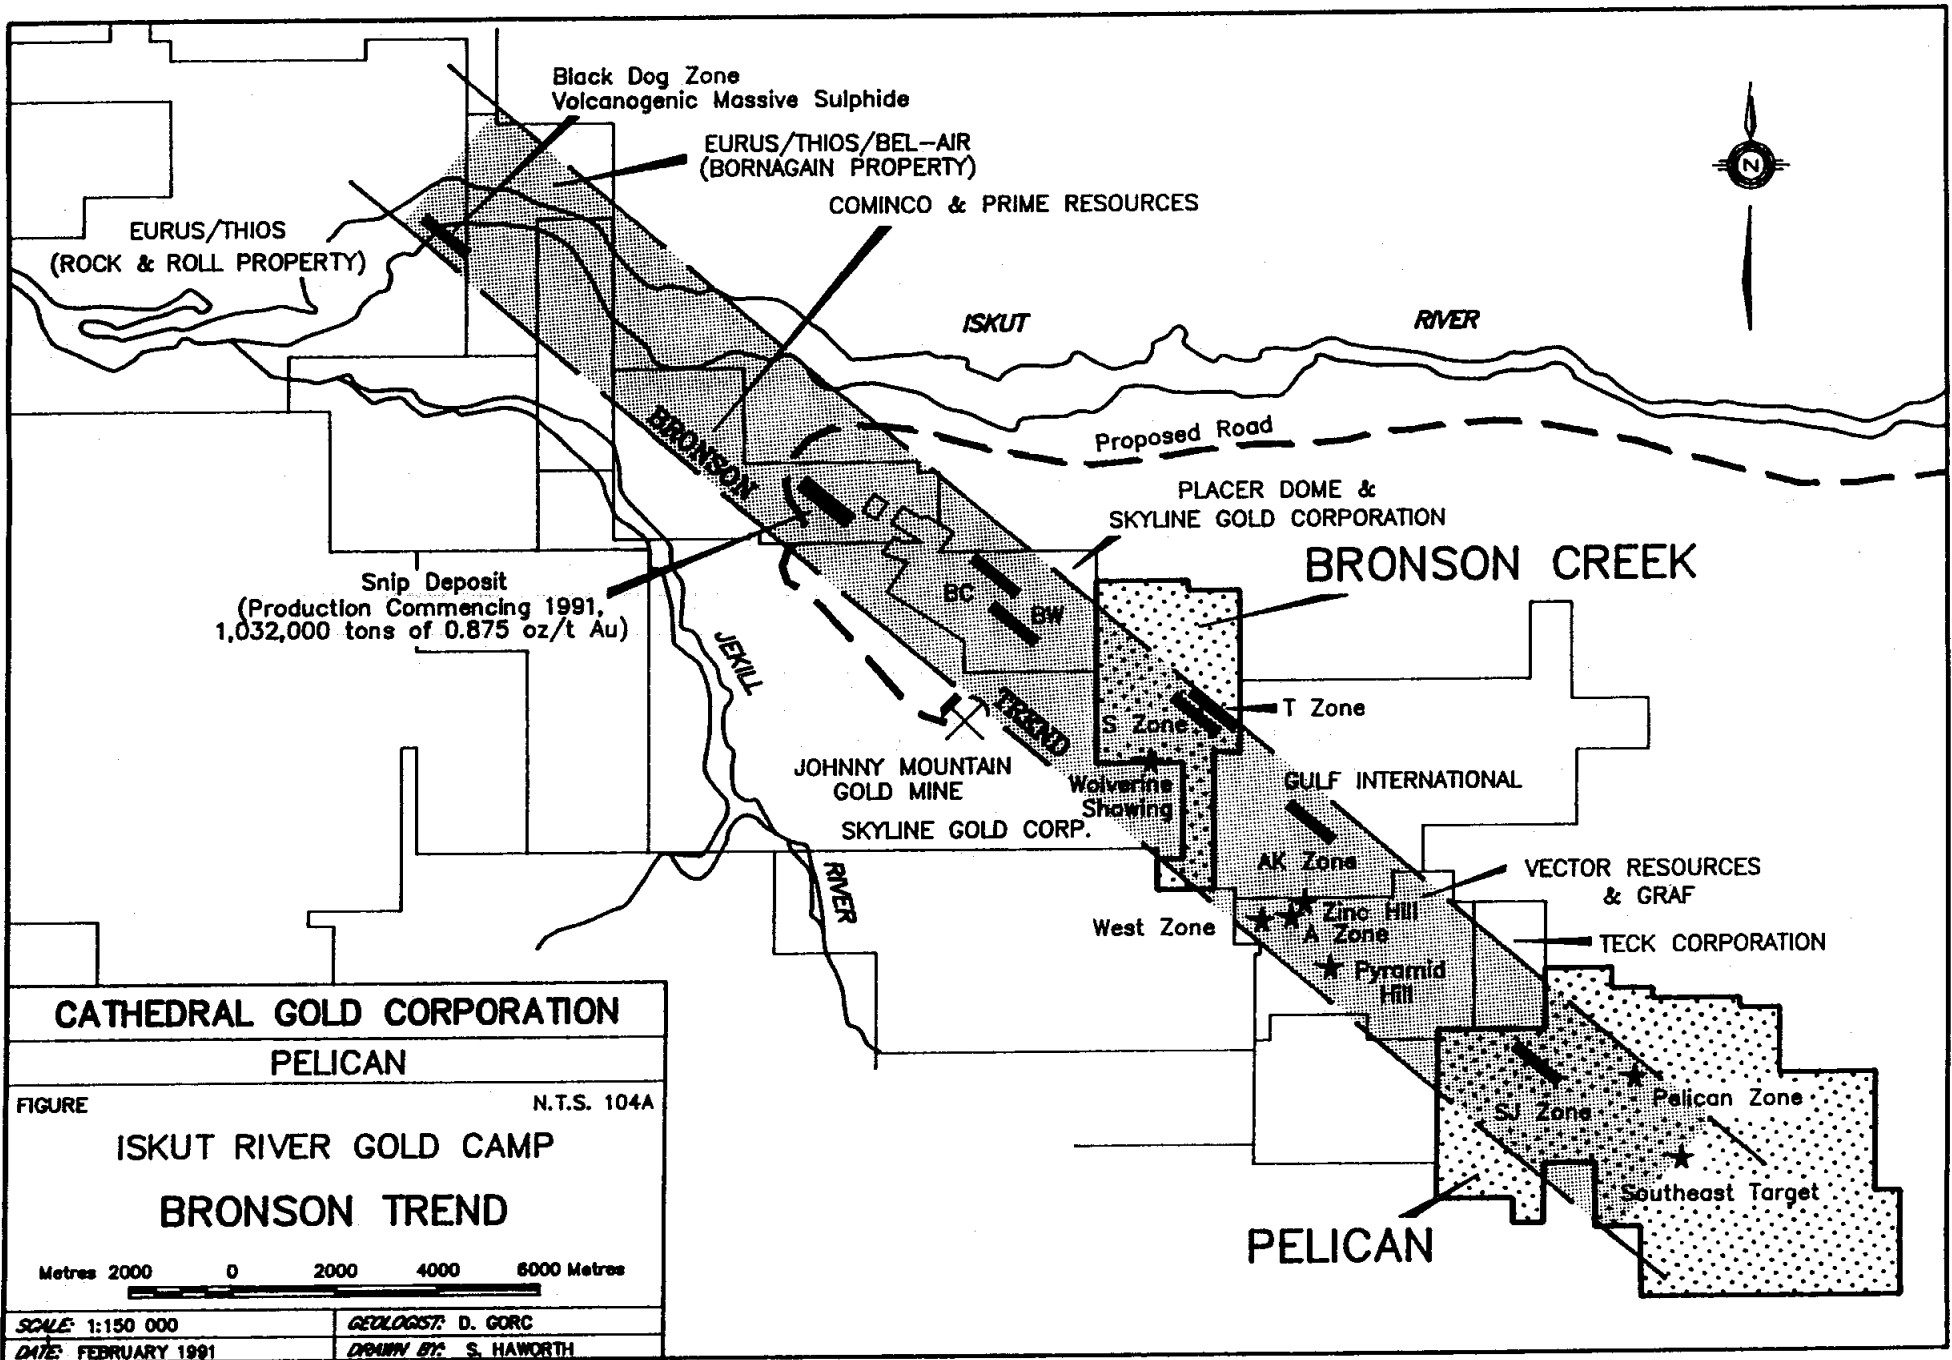 Black Dog Zone
Volcanogenic Massive Sulphide
EURUS/THIOS/BEL-AIR
(BORNAGAIN PROPERTY)
COMINCO & PRIME RESOURCES
EURUS/THIOS
(ROCK & ROLL PROPERTY)
N
ISKUT RIVER
Proposed Road
BRONSON
PLACER DOME &
SKYLINE GOLD CORPORATION
BRONSON CREEK
Snip Deposit
(Production Commencing 1991,
1,032,000 tons of 0.875 oz/t Au)
BC
BW
JEKILL
RIVER
TREND
S Zone
T Zone
JOHNNY MOUNTAIN
GOLD MINE
SKYLINE GOLD CORP.
Wolverine
Showing
GULF INTERNATIONAL
AK Zone
VECTOR RESOURCES
& GRAF
West Zone
Zinc Hill
A Zone
TECK CORPORATION
Pyramid
Hill
SJ Zone
Pelican Zone
Southeast Target
PELICAN
CATHEDRAL GOLD CORPORATION
PELICAN
FIGURE N.T.S. 104A
ISKUT RIVER GOLD CAMP
BRONSON TREND
Metres 2000 0 2000 4000 6000 Metres
SCALE: 1:150 000 GEOLOGIST: D. GORC
DATE: FEBRUARY 1991 DRAWN BY: S. HAWORTH